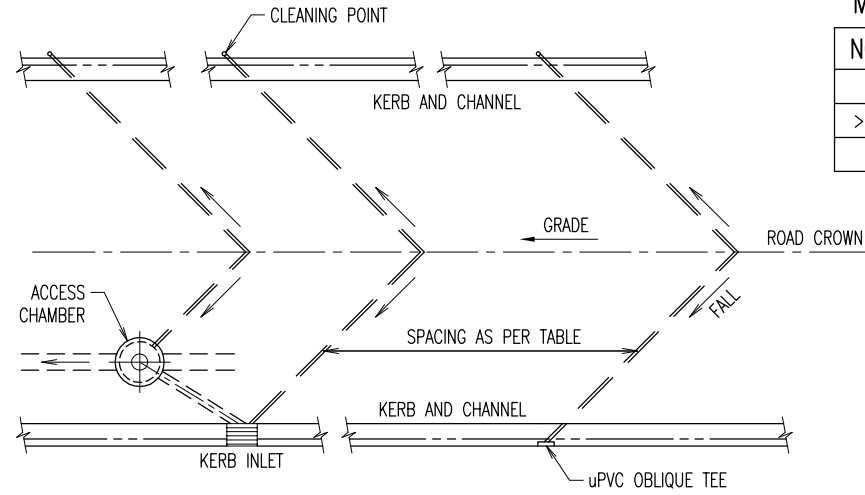 CLEANING POINT
M
N
>
KERB AND CHANNEL
GRADE
ROAD CROWN
ACCESS
CHAMBER
FALL
SPACING AS PER TABLE
KERB AND CHANNEL
KERB INLET
uPVC OBLIQUE TEE